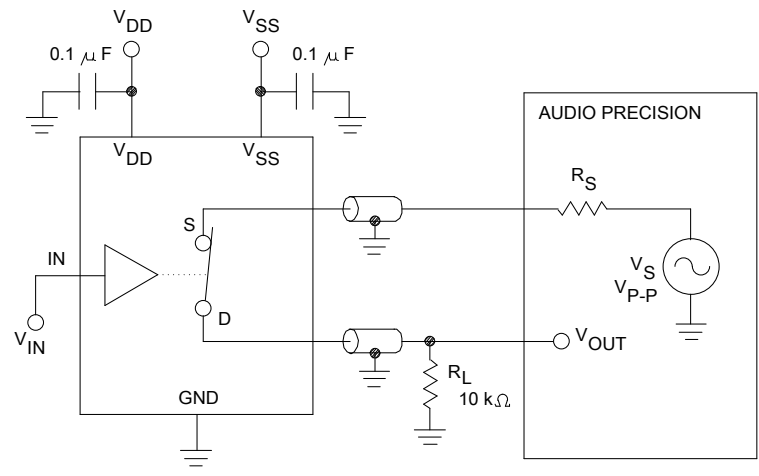 V_DD
V_SS
0.1 μF
0.1 μF
AUDIO PRECISION
V_DD
V_SS
R_S
S
IN
V_S
V_P-P
D
V_IN
V_OUT
R_L
10 kΩ
GND